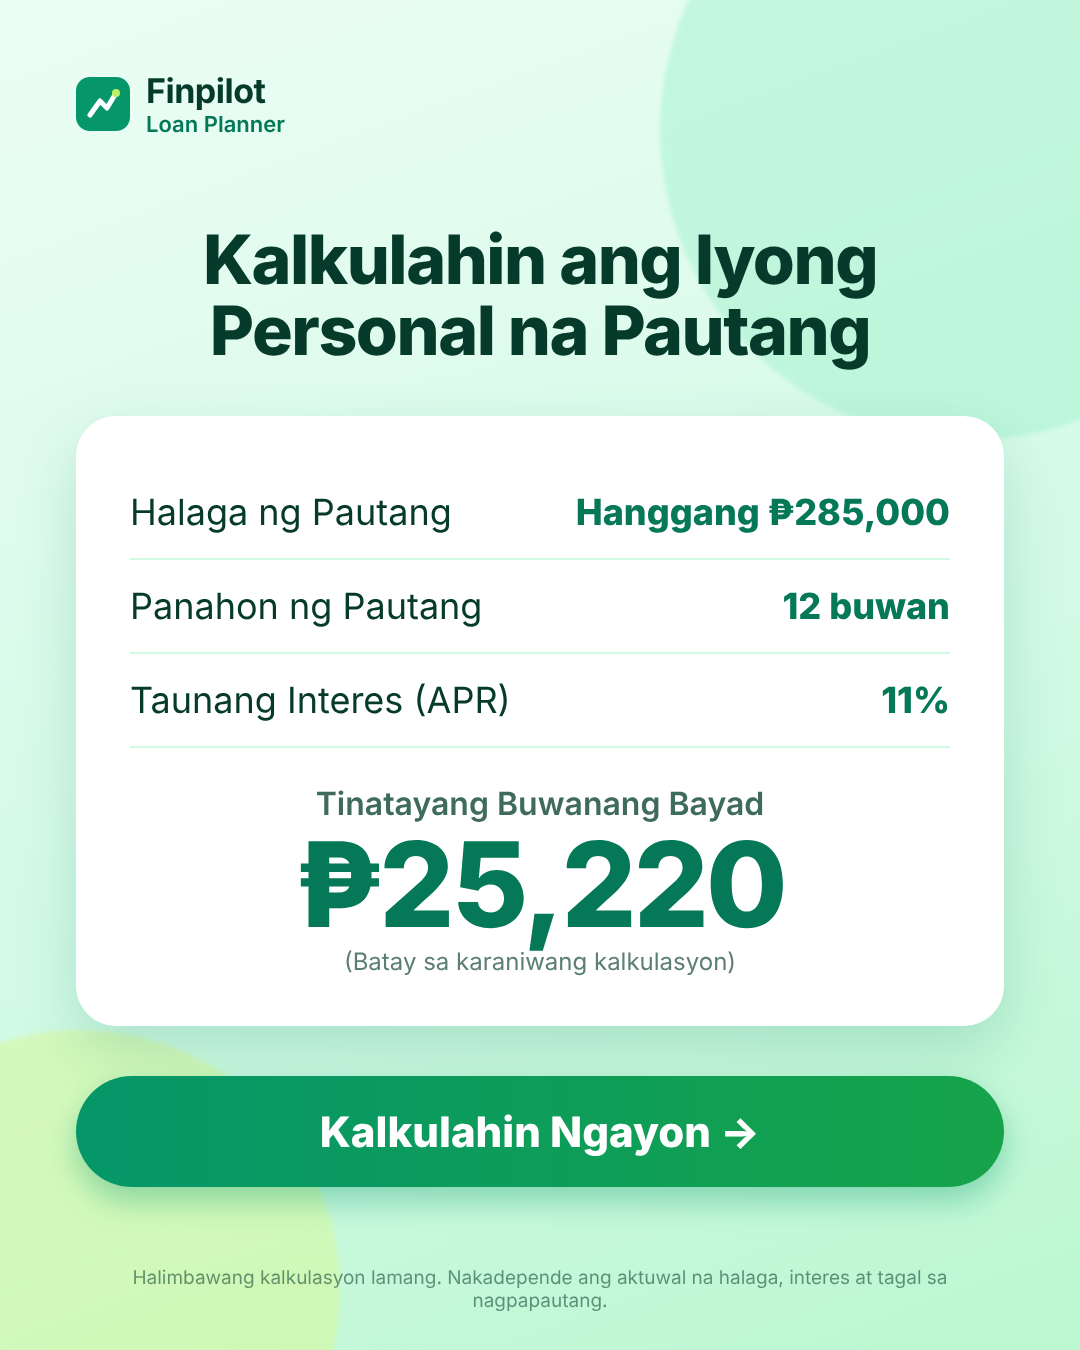 Finpilot
Loan Planner
Kalkulahin ang Iyong
Personal na Pautang
Halaga ng Pautang Hanggang ₱285,000
Panahon ng Pautang 12 buwan
Taunang Interes (APR) 11%
Tinatayang Buwanang Bayad
₱25,220
(Batay sa karaniwang kalkulasyon)
Kalkulahin Ngayon →
Halimbawang kalkulasyon lamang. Nakadepende ang aktuwal na halaga, interes at tagal sa
nagpapautang.